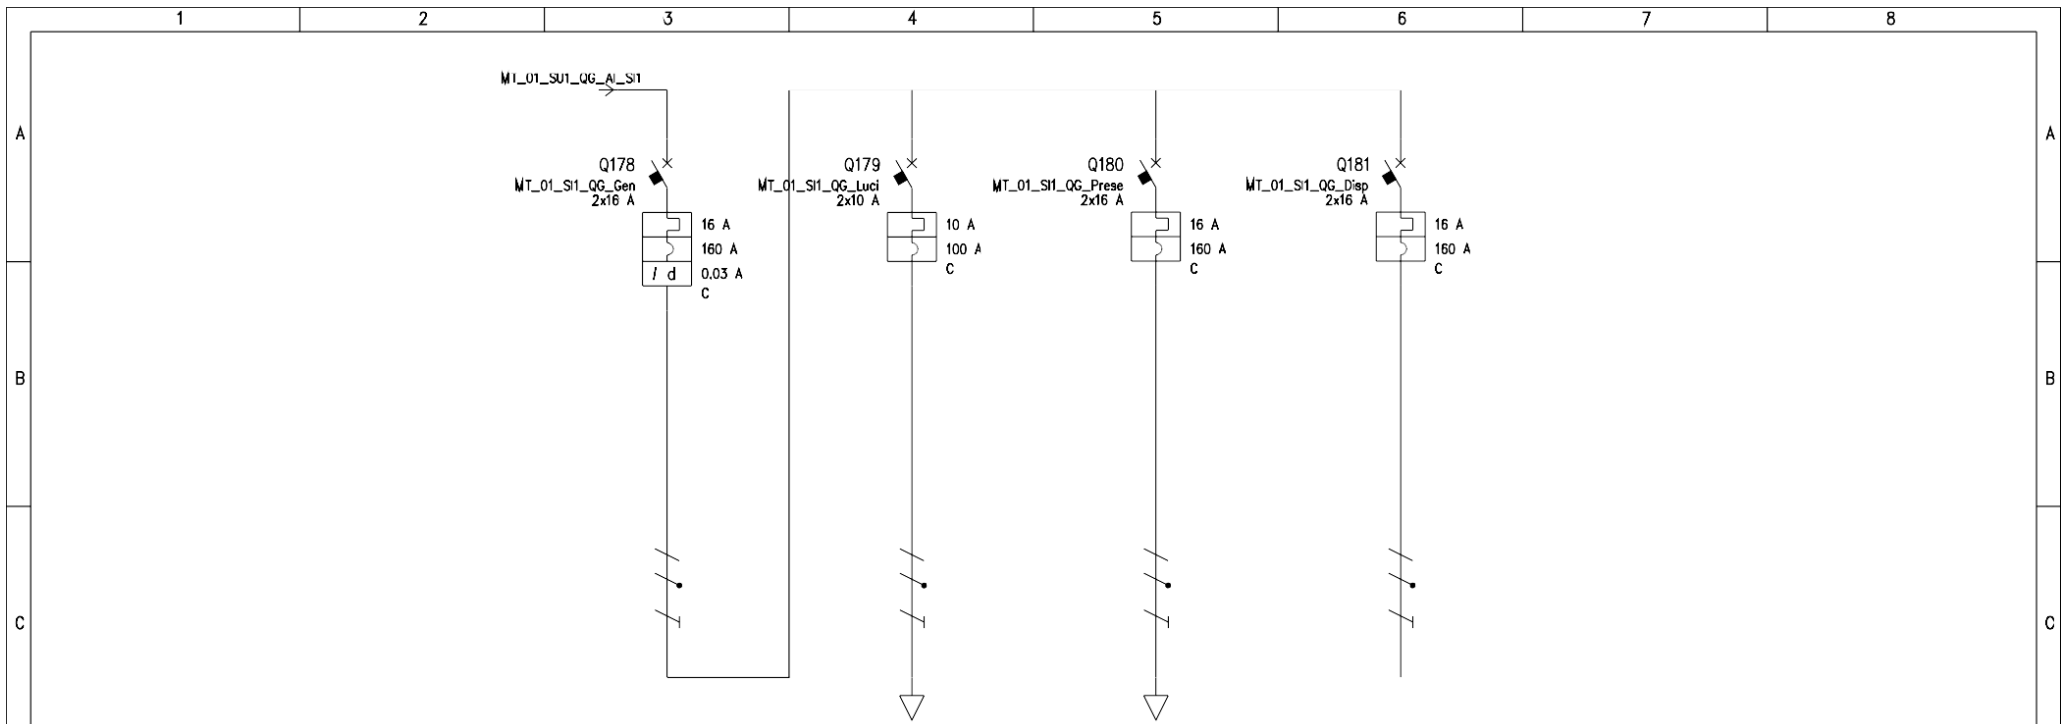 1 2 3 4 5 6 7 8
MT_01_SU1_QG_Al_SI1
A A
Q178
MT_01_SI1_QG_Gen
2x16 A
16 A
160 A
I d 0.03 A
C
Q179
MT_01_SI1_QG_Luci
2x10 A
10 A
100 A
C
Q180
MT_01_SI1_QG_Prese
2x16 A
16 A
160 A
C
Q181
MT_01_SI1_QG_Disp
2x16 A
16 A
160 A
C
B B
C C